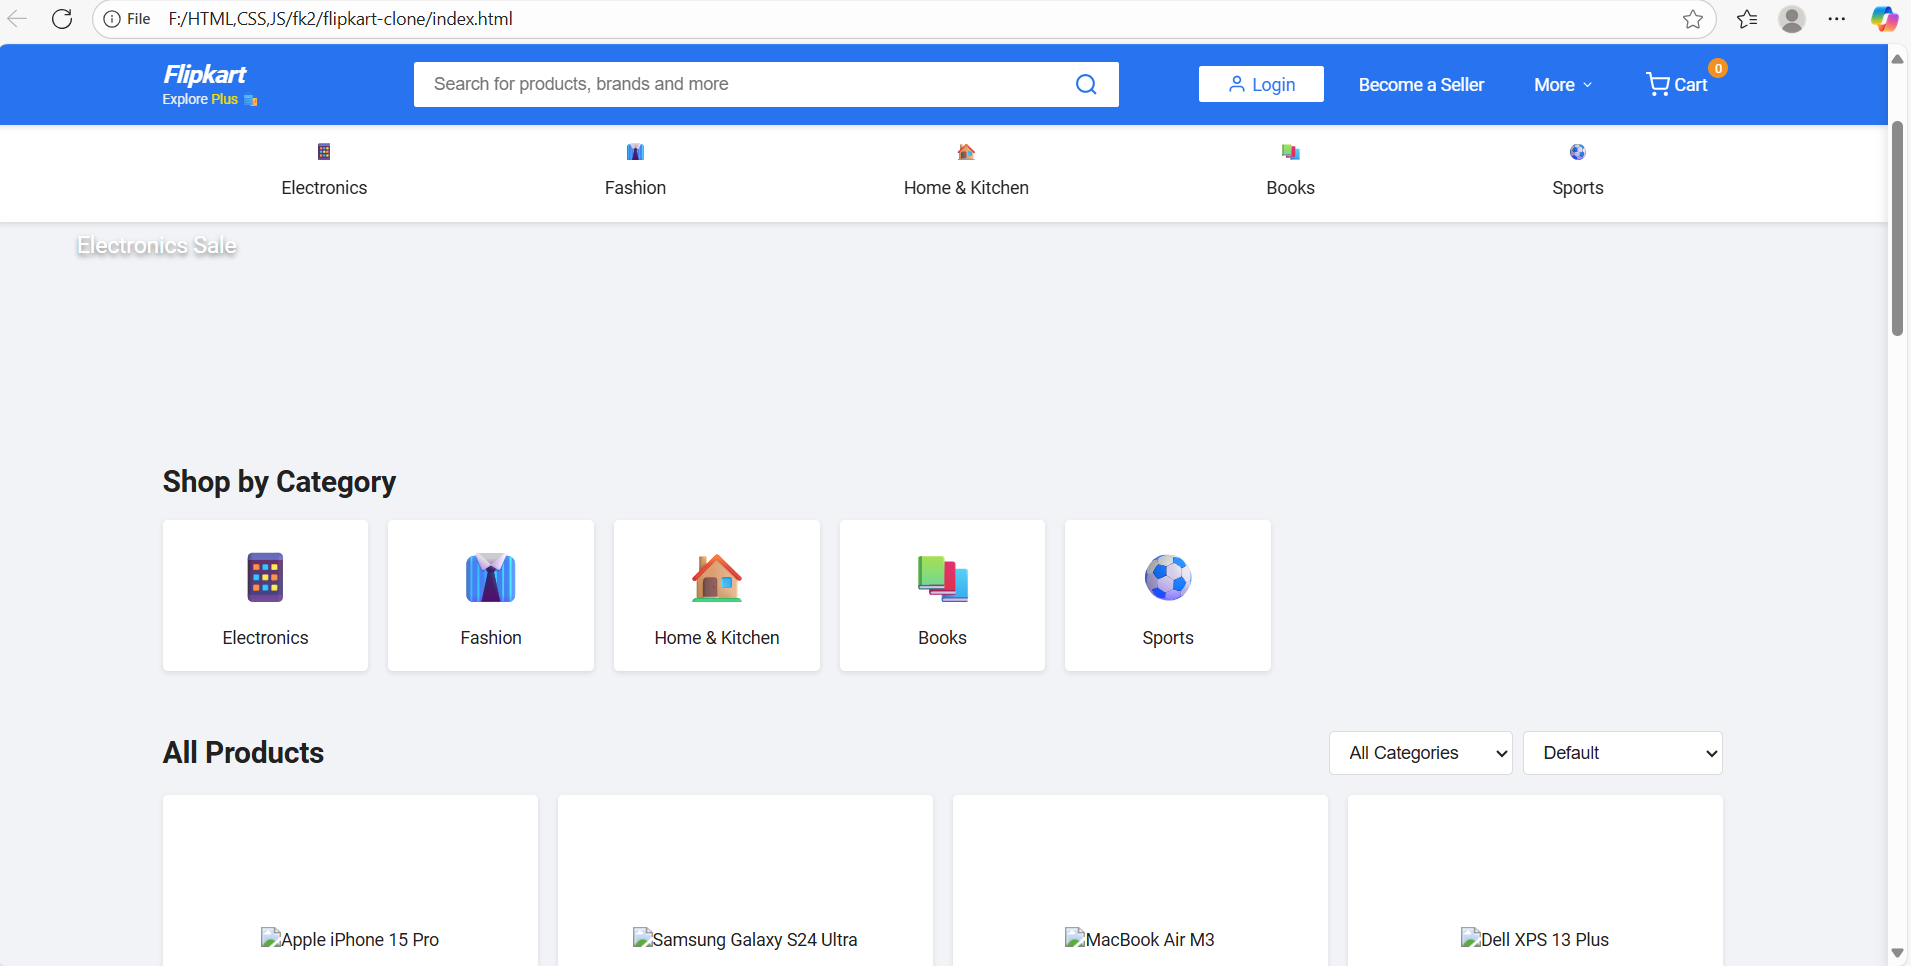 File F:/HTML,CSS,JS/fk2/flipkart-clone/index.html
Flipkart
Explore Plus
Search for products, brands and more
Login
Become a Seller
More
Cart
0
Electronics
Fashion
Home & Kitchen
Books
Sports
Electronics Sale
Shop by Category
Electronics
Fashion
Home & Kitchen
Books
Sports
All Products
All Categories
Default
Apple iPhone 15 Pro
Samsung Galaxy S24 Ultra
MacBook Air M3
Dell XPS 13 Plus